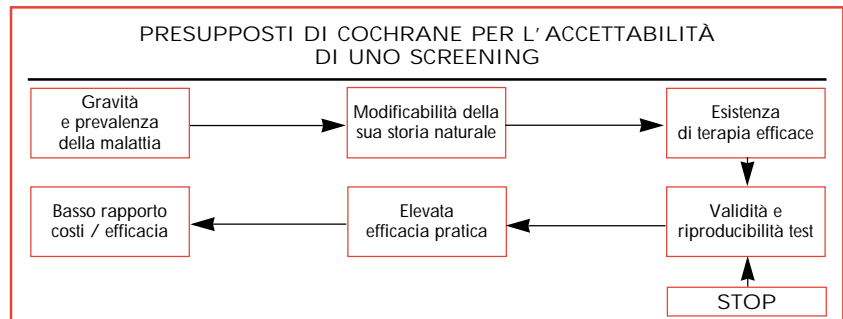 PRESUPPOSTI DI COCHRANE PER L'ACCETTABILITÀ
DI UNO SCREENING
Gravità
e prevalenza
della malattia
Modificabilità della
sua storia naturale
Esistenza
di terapia efficace
Basso rapporto
costi / efficacia
Elevata
efficacia pratica
Validità e
riproducibilità test
STOP